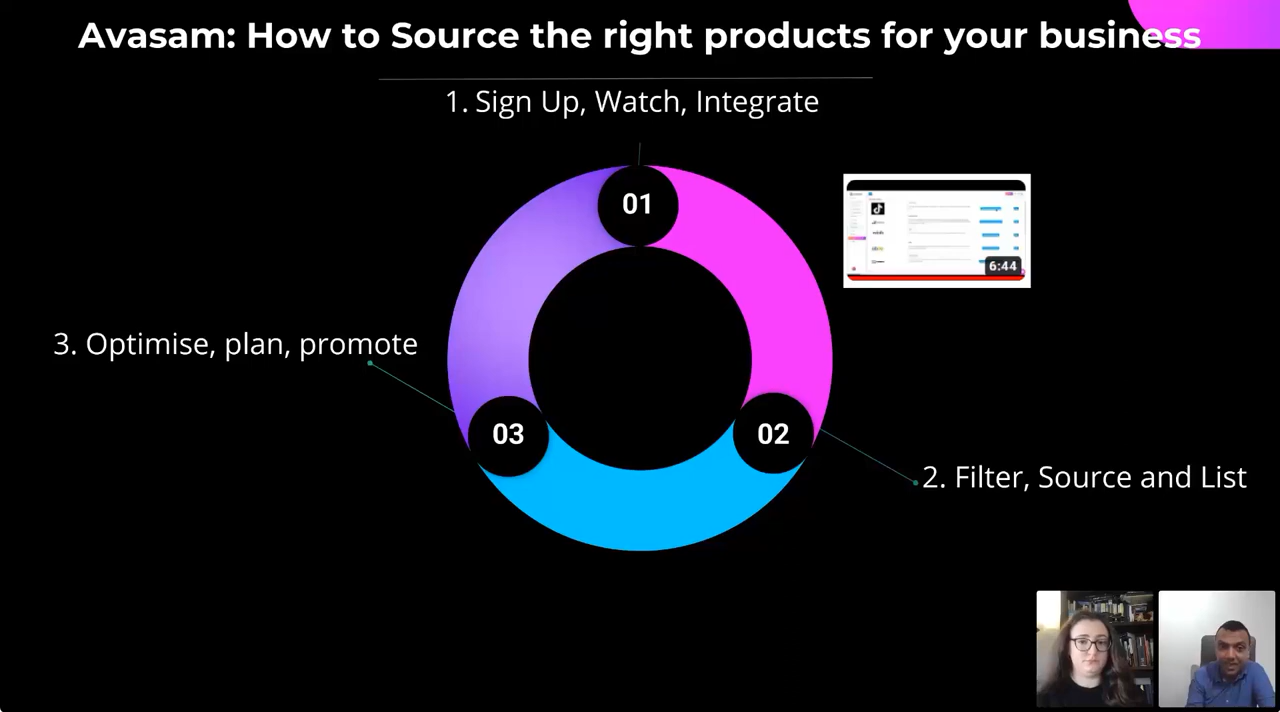 Avasam: How to Source the right products for your business
1. Sign Up, Watch, Integrate
01
6:44
3. Optimise, plan, promote
03
02
2. Filter, Source and List